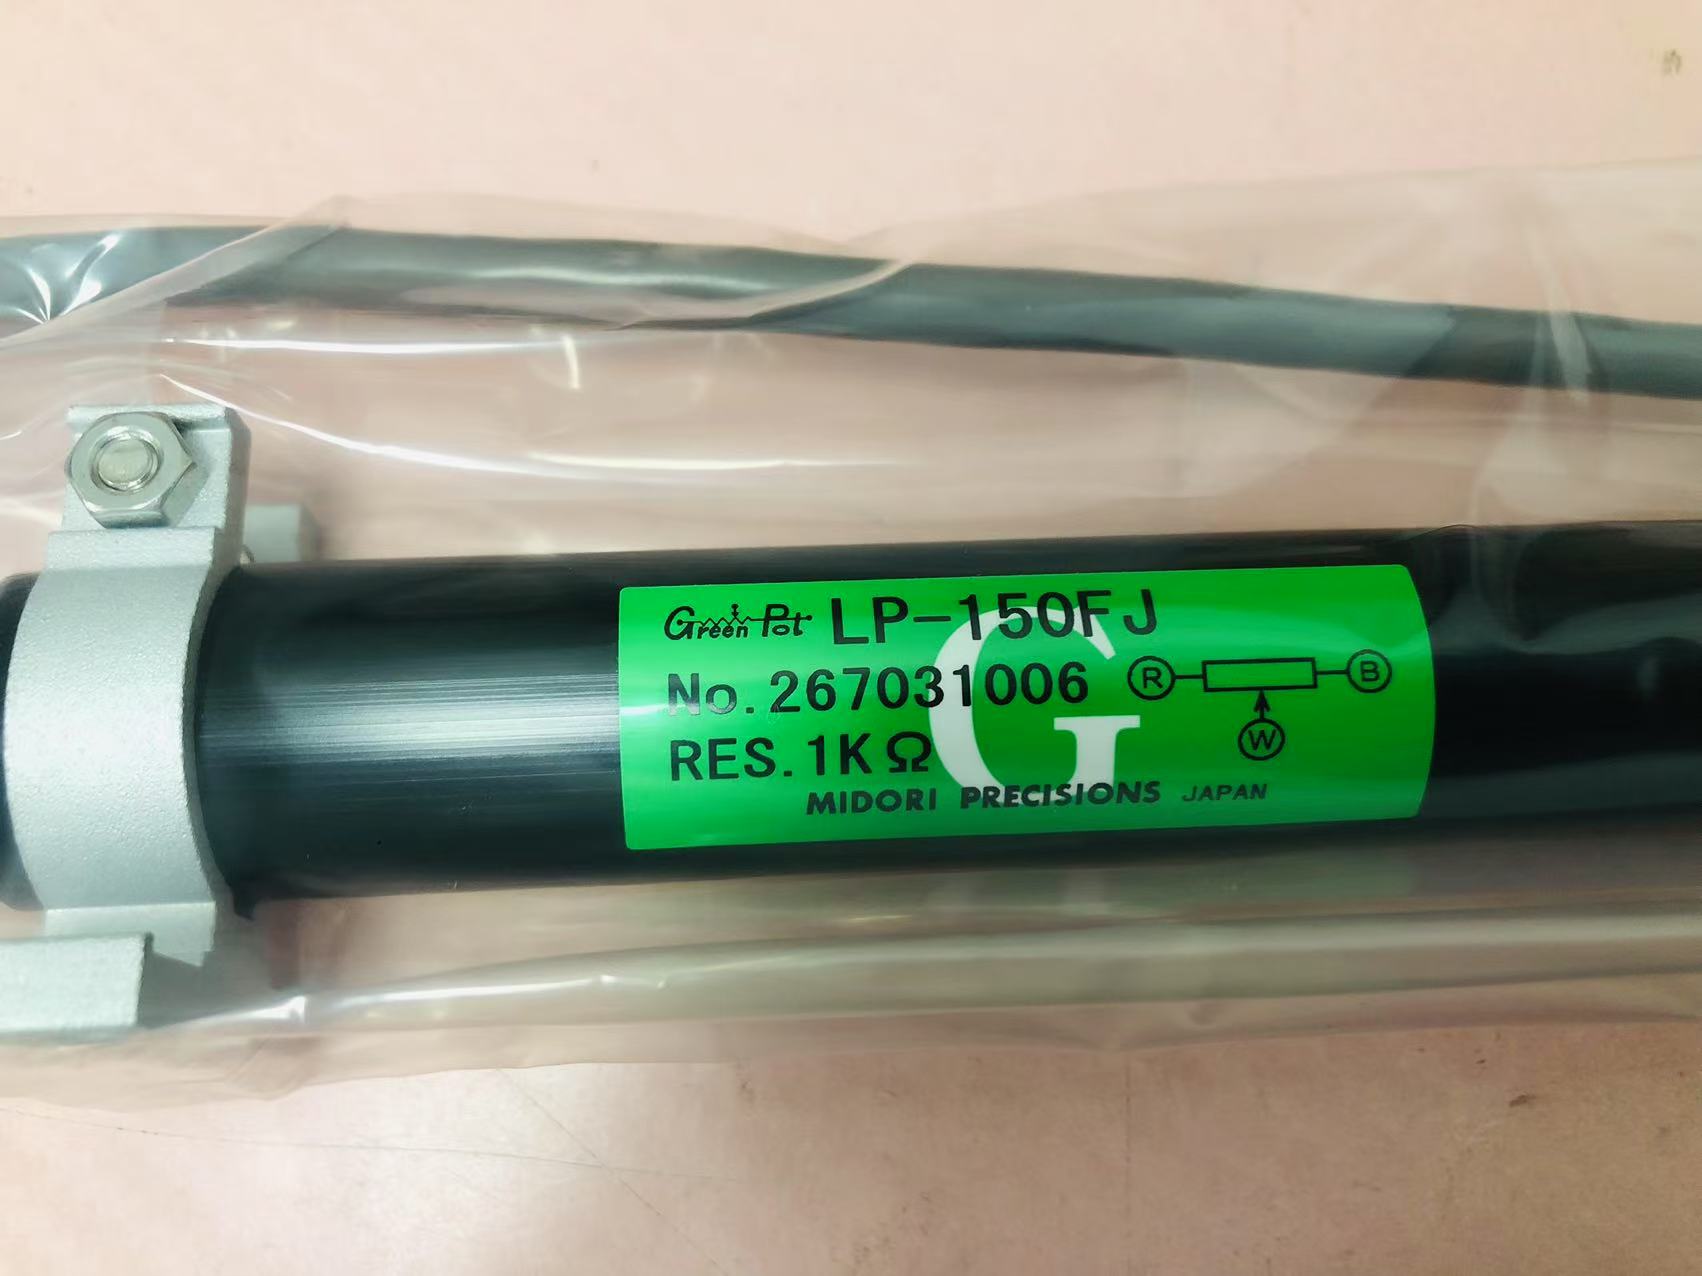 Green Pot LP-150FJ
No.267031006
R B
W
RES.1KΩ
G
MIDORI PRECISIONS JAPAN